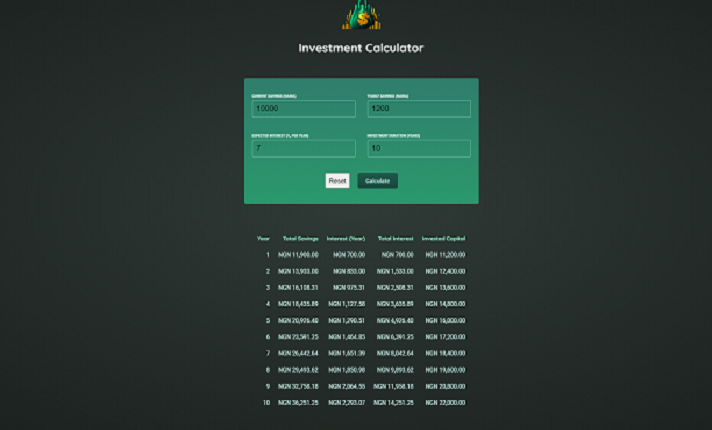 Investment Calculator
CURRENT SAVINGS (NAIRA) YEARLY SAVINGS (NAIRA)
10000 1200
EXPECTED INTEREST (%, PER YEAR) INVESTMENT DURATION (YEARS)
7 10
Reset Calculate
Year Total Savings Interest (Year) Total Interest Invested Capital
1 NGN 11,900.00 NGN 700.00 NGN 700.00 NGN 11,200.00
2 NGN 13,933.00 NGN 833.00 NGN 1,533.00 NGN 12,400.00
3 NGN 16,108.31 NGN 975.31 NGN 2,508.31 NGN 13,600.00
4 NGN 18,435.89 NGN 1,127.58 NGN 3,635.89 NGN 14,800.00
5 NGN 20,926.40 NGN 1,290.51 NGN 4,926.40 NGN 16,000.00
6 NGN 23,591.25 NGN 1,464.85 NGN 6,391.25 NGN 17,200.00
7 NGN 26,442.64 NGN 1,651.39 NGN 8,042.64 NGN 18,400.00
8 NGN 29,493.62 NGN 1,850.98 NGN 9,893.62 NGN 19,600.00
9 NGN 32,758.18 NGN 2,064.55 NGN 11,958.18 NGN 20,800.00
10 NGN 36,251.25 NGN 2,293.07 NGN 14,251.25 NGN 22,000.00